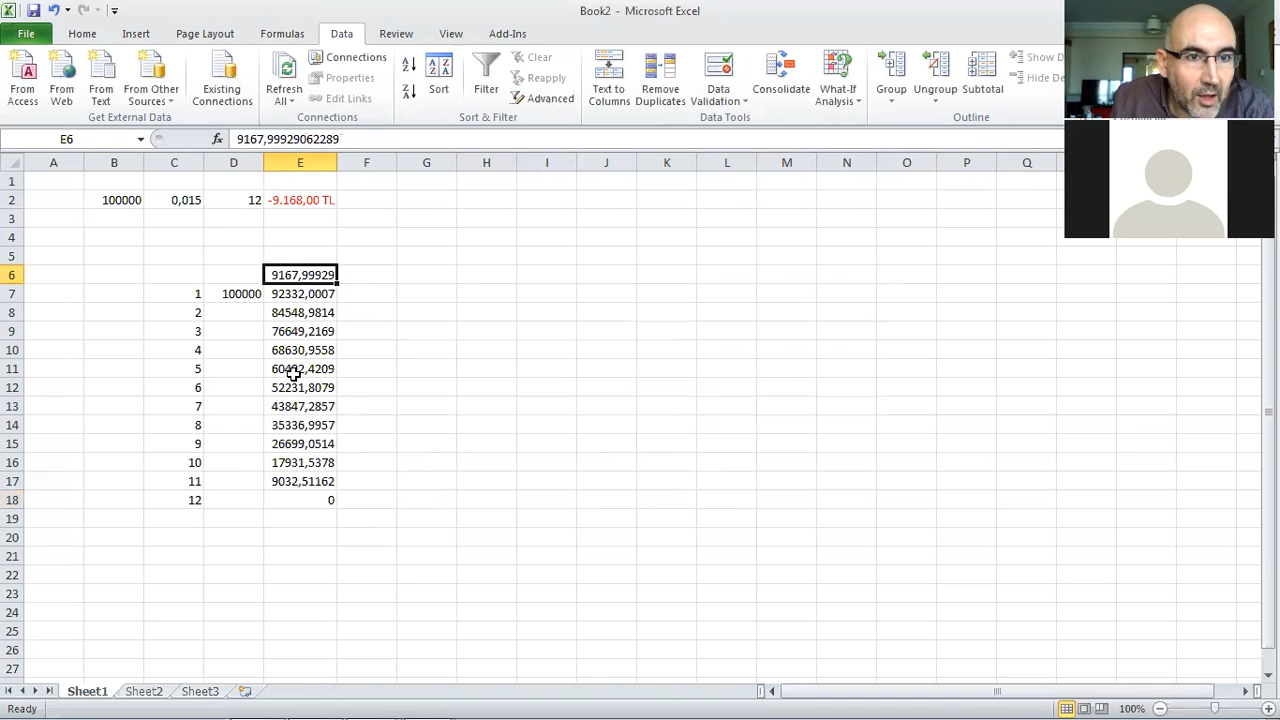 Book2 - Microsoft Excel
File Home Insert Page Layout Formulas Data Review View Add-Ins
From Access
From Web
From Text
From Other Sources
Existing Connections
Refresh All
Connections
Properties
Edit Links
Sort
Filter
Clear
Reapply
Advanced
Text to Columns
Remove Duplicates
Data Validation
Consolidate
What-If Analysis
Group
Ungroup
Subtotal
Show D
Hide De
Get External Data
Connections
Sort & Filter
Data Tools
Outline
E6 fx 9167,99929062289
A B C D E F G H I J K L M N O P Q
1
2 100000 0,015 12 -9.168,00 TL
3
4
5
6 9167,99929
7 1 100000 92332,0007
8 2 84548,9814
9 3 76649,2169
10 4 68630,9558
11 5
12 6 52231,8079
13 7 43847,2857
14 8 35336,9957
15 9 26699,0514
16 10 17931,5378
17 11 9032,51162
18 12 0
19
20
21
22
23
24
25
26
27
Sheet1 Sheet2 Sheet3
Ready 100%